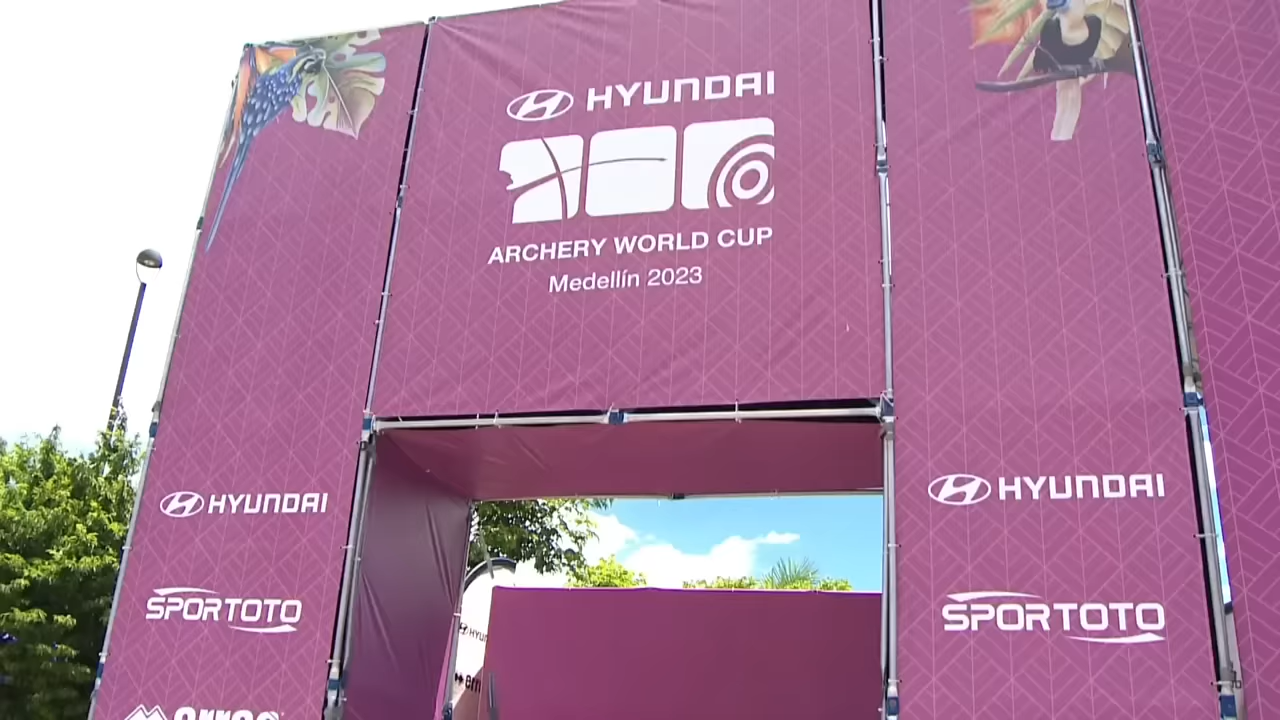 HYUNDAI
ARCHERY WORLD CUP
Medellín 2023
HYUNDAI
SPORTOTO
HYUNDAI
SPORTOTO